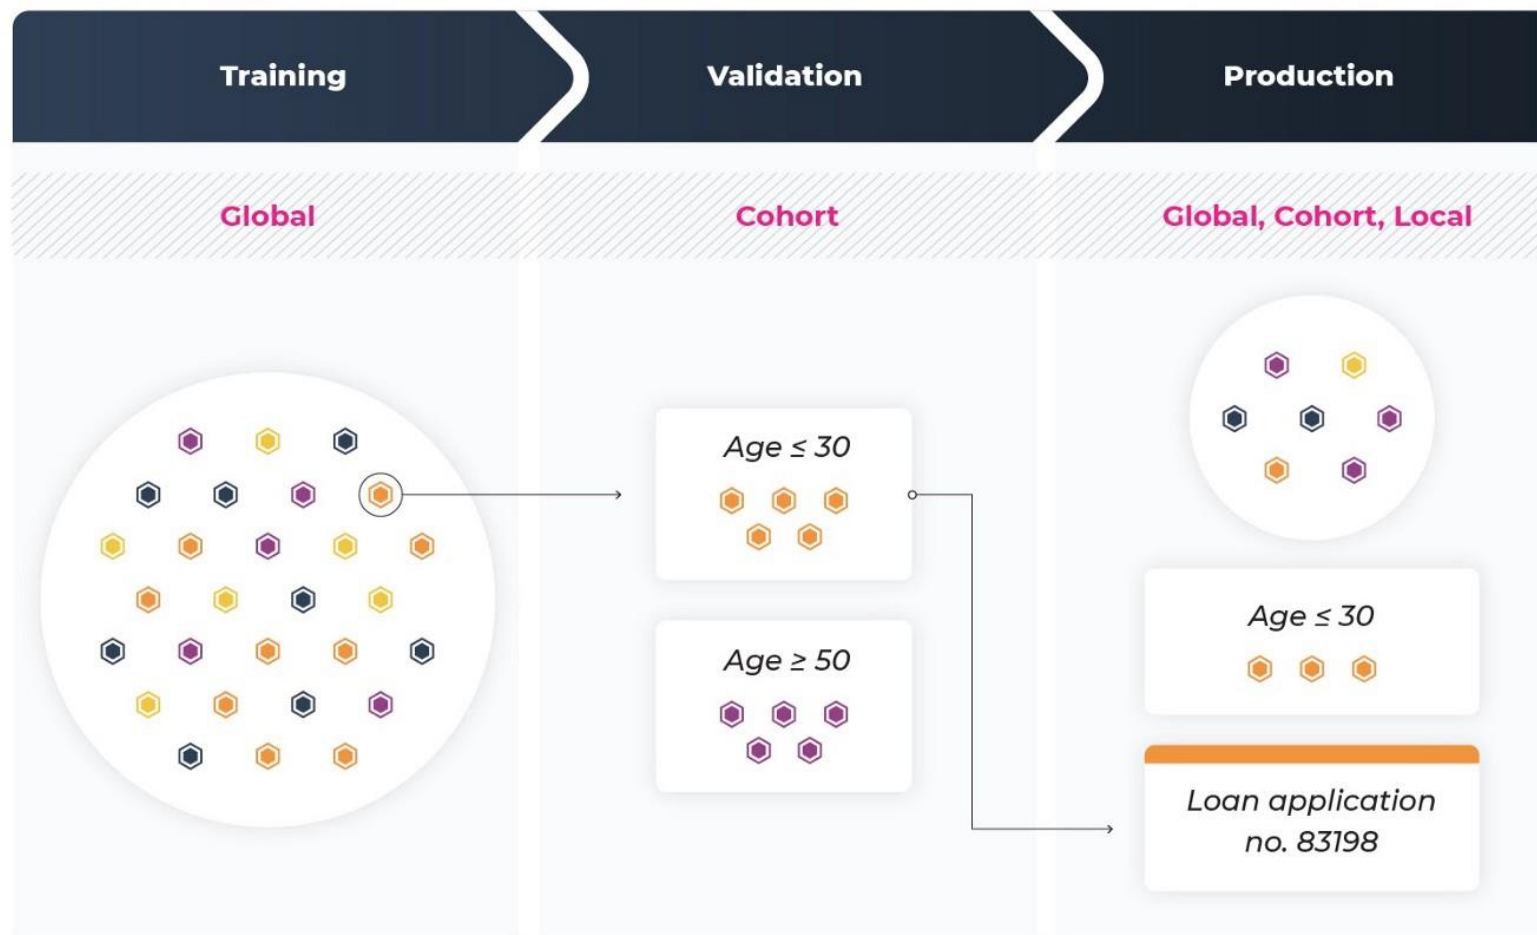 Training
Validation
Production
Global
Cohort
Global, Cohort, Local
Age ≤ 30
Age ≥ 50
Age ≤ 30
Loan application
no. 83198